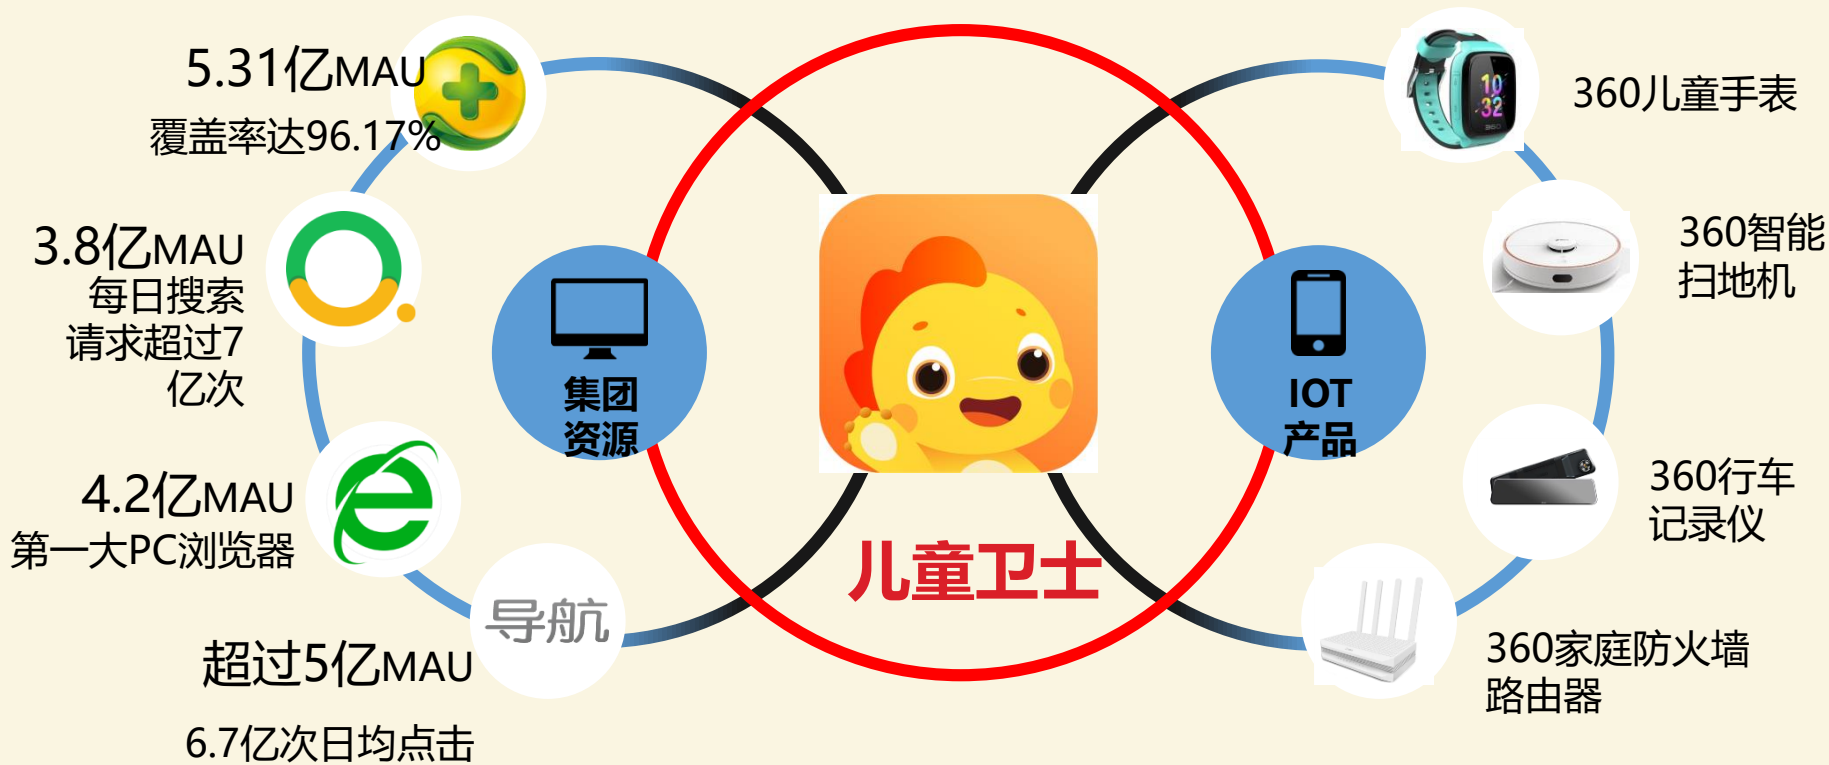 5.31亿MAU
覆盖率达96.17%
3.8亿MAU
每日搜索
请求超过7
亿次
4.2亿MAU
第一大PC浏览器
导航
超过5亿MAU
6.7亿次日均点击
集团
资源
儿童卫士
IOT
产品
10
32
360
360儿童手表
360智能
扫地机
360行车
记录仪
360家庭防火墙
路由器